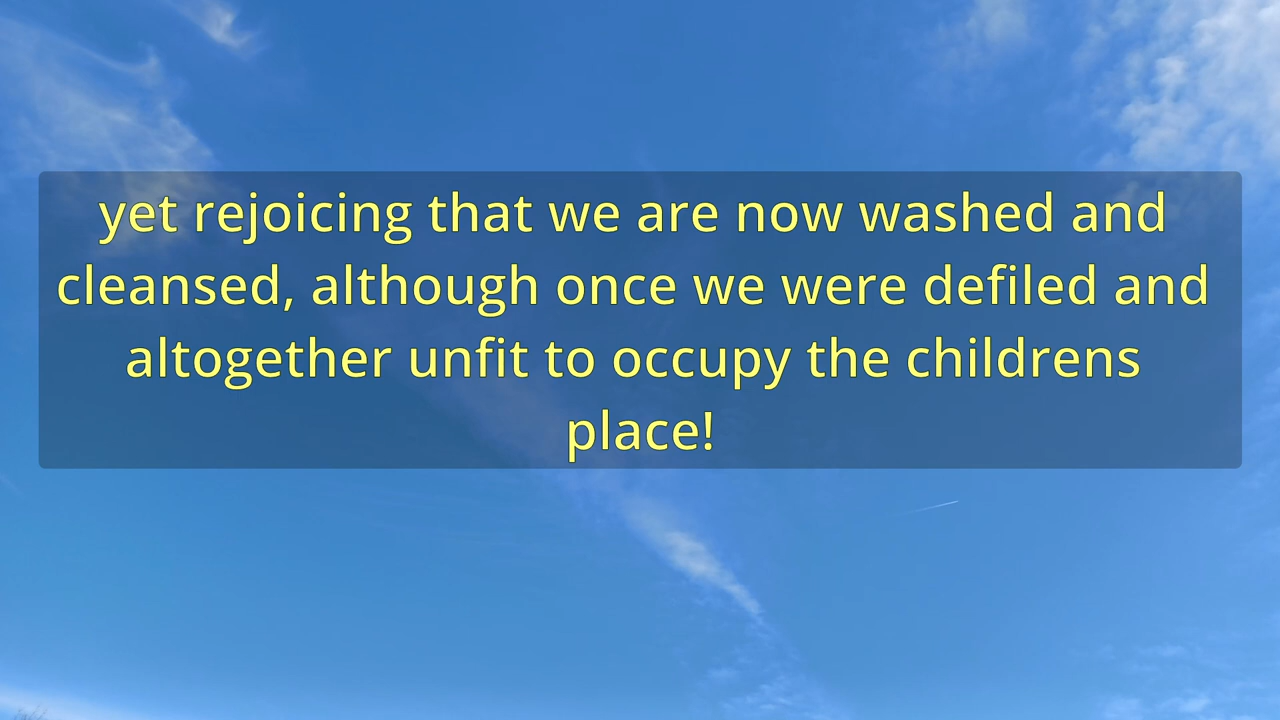 yet rejoicing that we are now washed and
cleansed, although once we were defiled and
altogether unfit to occupy the childrens
place!